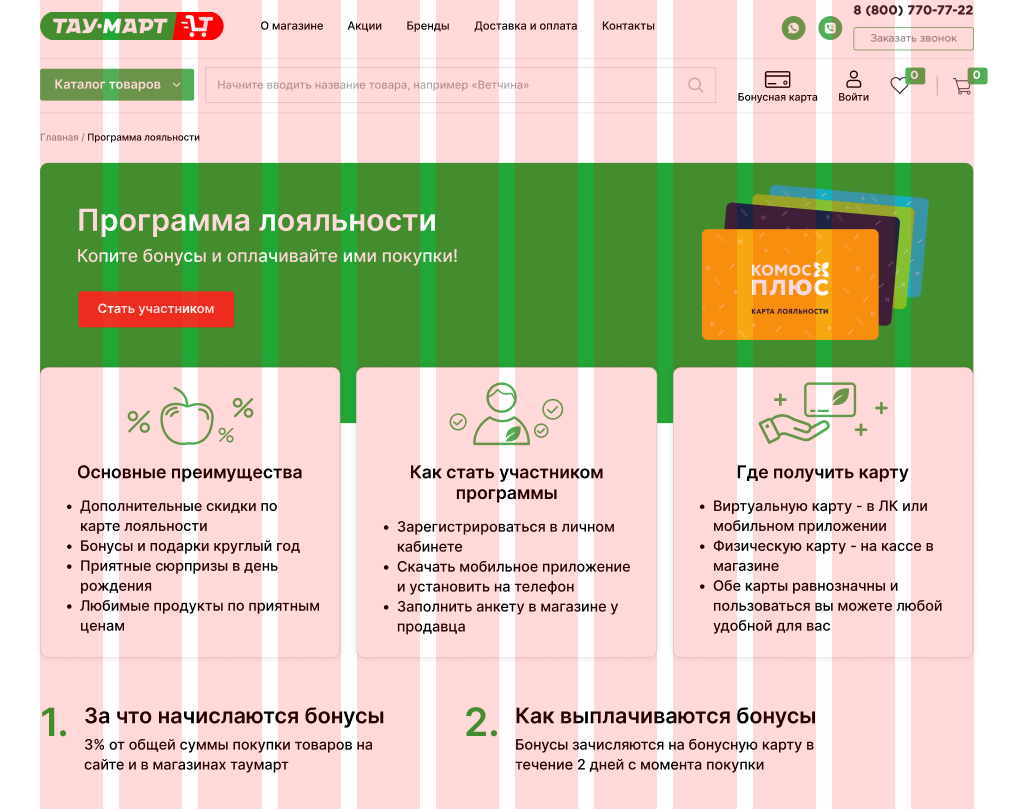 ТАУ·МАРТ
О магазине
Акции
Бренды
Доставка и оплата
Контакты
8 (800) 770-77-22
Заказать звонок
Каталог товаров
Начните вводить название товара, например «Ветчина»
Бонусная карта
Войти
0
0
Главная / Программа лояльности
Программа лояльности
Копите бонусы и оплачивайте ими покупки!
Стать участником
КОМОС
ПЛЮС
КАРТА ЛОЯЛЬНОСТИ
Основные преимущества
• Дополнительные скидки по
карте лояльности
• Бонусы и подарки круглый год
• Приятные сюрпризы в день
рождения
• Любимые продукты по приятным
ценам
Как стать участником
программы
• Зарегистрироваться в личном
кабинете
• Скачать мобильное приложение
и установить на телефон
• Заполнить анкету в магазине у
продавца
Где получить карту
• Виртуальную карту - в ЛК или
мобильном приложении
• Физическую карту - на кассе в
магазине
• Обе карты равнозначны и
пользоваться вы можете любой
удобной для вас
1. За что начислаются бонусы
3% от общей суммы покупки товаров на
сайте и в магазинах таумарт
2. Как выплачиваются бонусы
Бонусы зачисляются на бонусную карту в
течение 2 дней с момента покупки